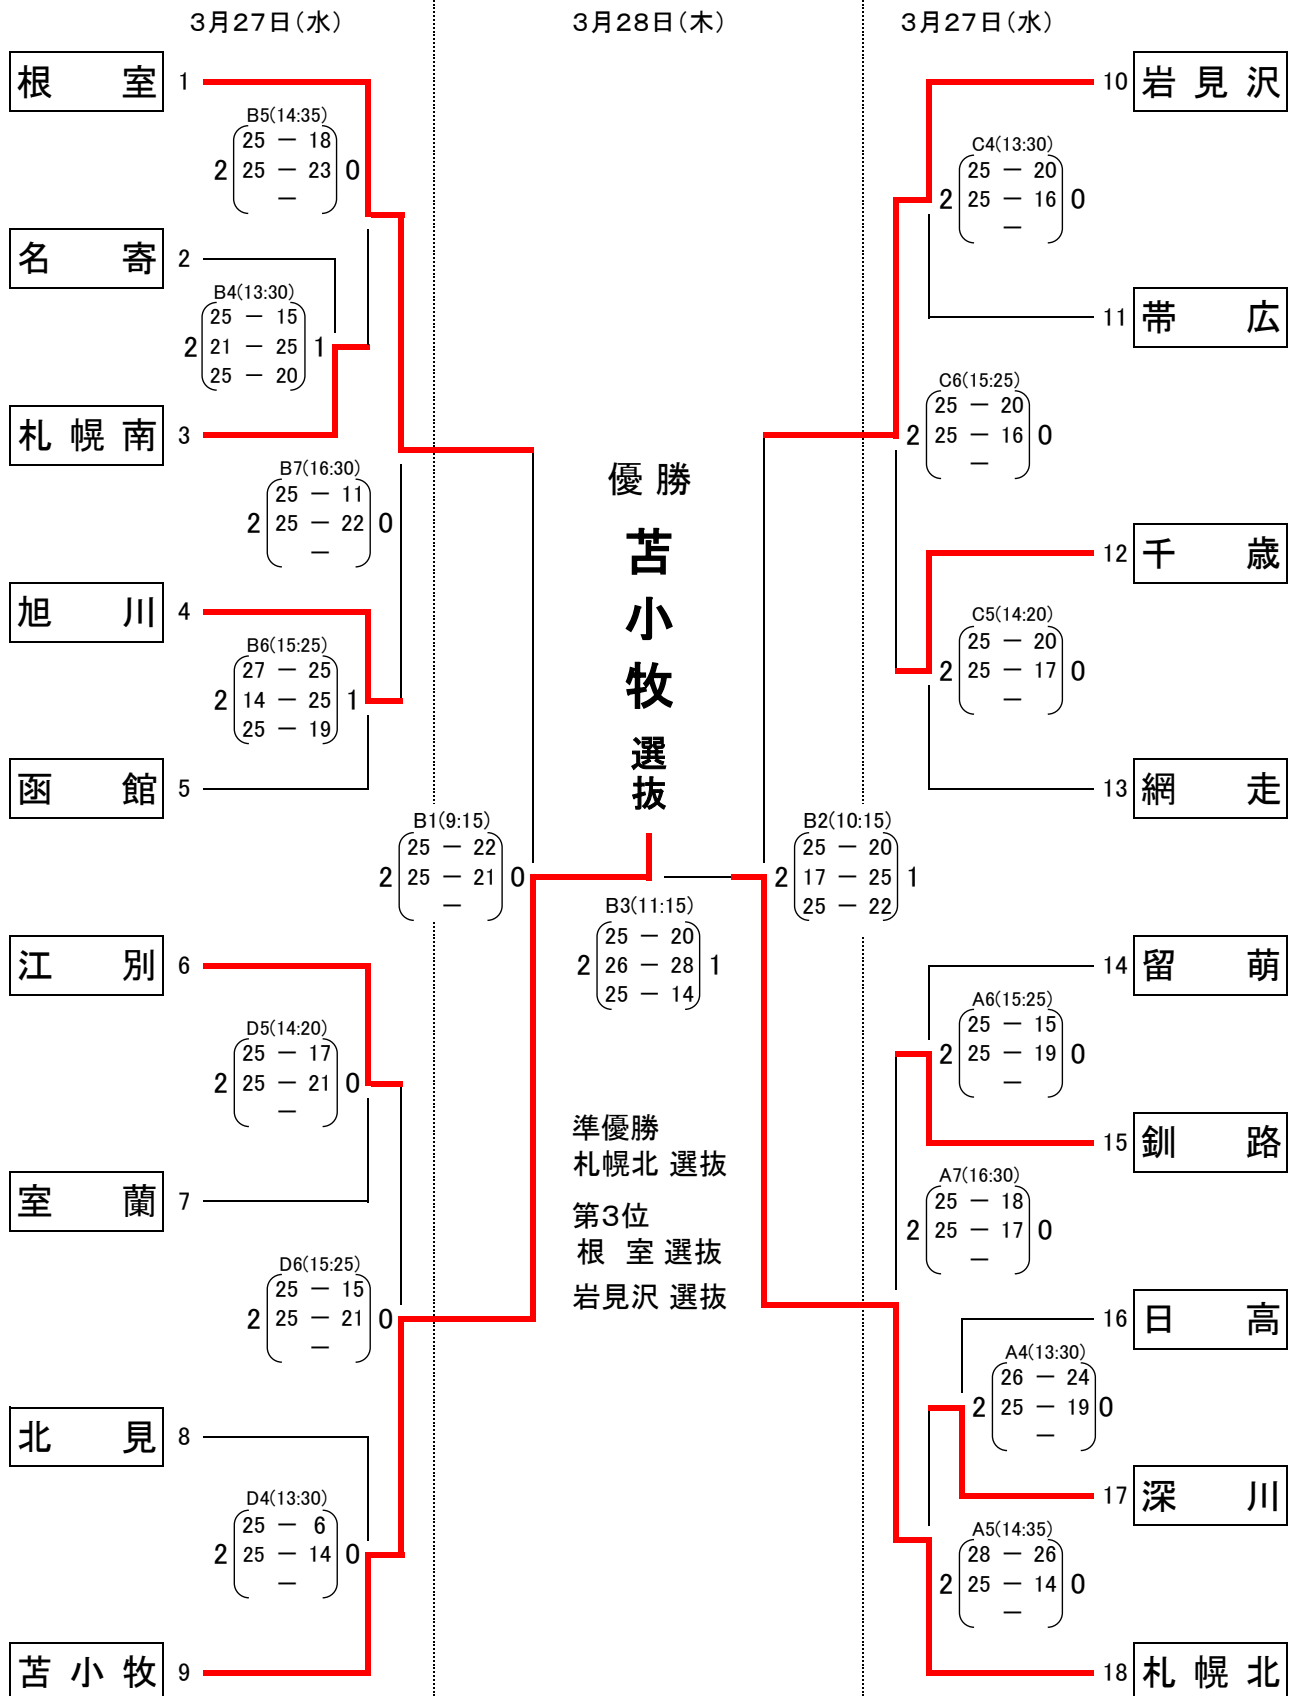 3月27日(水)
3月28日(木)
3月27日(水)
根室 1
B5(14:35)
25 − 18
2 25 − 23 0
−
名寄 2
B4(13:30)
25 − 15
2 21 − 25 1
25 − 20
札幌南 3
B7(16:30)
25 − 11
2 25 − 22 0
−
旭川 4
B6(15:25)
27 − 25
2 14 − 25 1
25 − 19
函館 5
B1(9:15)
25 − 22
2 25 − 21 0
−
江別 6
D5(14:20)
25 − 17
2 25 − 21 0
−
室蘭 7
D6(15:25)
25 − 15
2 25 − 21 0
−
北見 8
D4(13:30)
25 − 6
2 25 − 14 0
−
苫小牧 9
優勝
苫小牧選抜
B3(11:15)
25 − 20
2 26 − 28 1
25 − 14
準優勝
札幌北 選抜
第3位
根 室 選抜
岩見沢 選抜
10 岩見沢
C4(13:30)
25 − 20
2 25 − 16 0
−
11 帯広
C6(15:25)
25 − 20
2 25 − 16 0
−
12 千歳
C5(14:20)
25 − 20
2 25 − 17 0
−
13 網走
B2(10:15)
25 − 20
2 17 − 25 1
25 − 22
14 留萌
A6(15:25)
25 − 15
2 25 − 19 0
−
15 釧路
A7(16:30)
25 − 18
2 25 − 17 0
−
16 日高
A4(13:30)
26 − 24
2 25 − 19 0
−
17 深川
A5(14:35)
28 − 26
2 25 − 14 0
−
18 札幌北